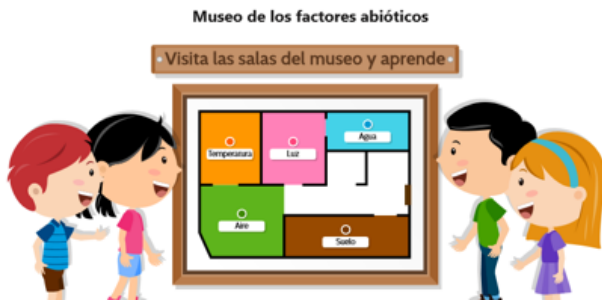 Museo de los factores abióticos
Visita las salas del museo y aprende
Temperatura
Luz
Agua
Aire
Suelo